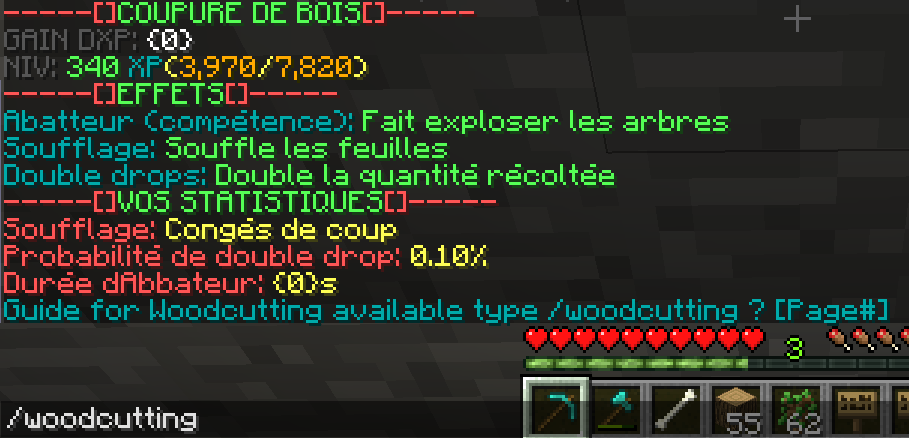 -----[]COUPURE DE BOIS[]-----
GAIN DXP: {0}
NIV: 340 XP(3,970/7,820)
-----[]EFFETS[]-----
Abatteur (compétence): Fait exploser les arbres
Soufflage: Souffle les feuilles
Double drops: Double la quantité récoltée
-----[]VOS STATISTIQUES[]-----
Soufflage: Congés de coup
Probabilité de double drop: 0.10%
Durée dAbbateur: {0}s
Guide for Woodcutting available type /woodcutting ? [Page#]
3
55 62
/woodcutting